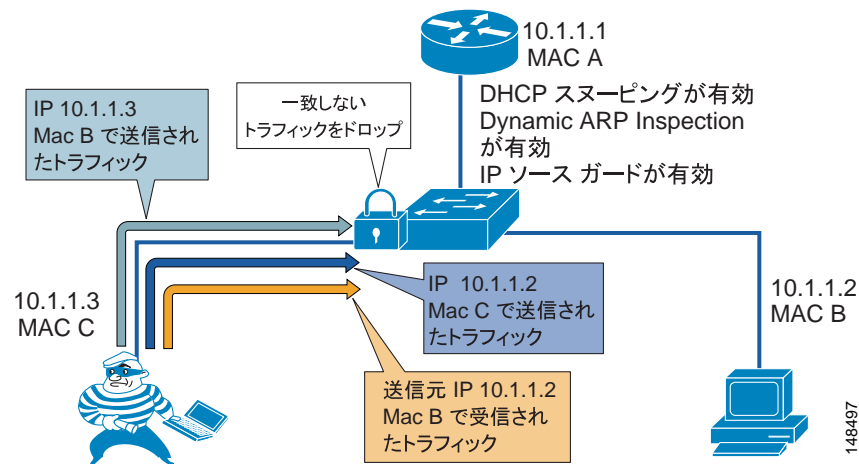 10.1.1.1
MAC A
DHCP スヌーピングが有効
Dynamic ARP Inspection
が有効
IP ソース ガードが有効
IP 10.1.1.3
Mac B で送信され
たトラフィック
一致しない
トラフィックをドロップ
10.1.1.3
MAC C
IP 10.1.1.2
Mac C で送信され
たトラフィック
10.1.1.2
MAC B
送信元 IP 10.1.1.2
Mac B で受信され
たトラフィック
148497